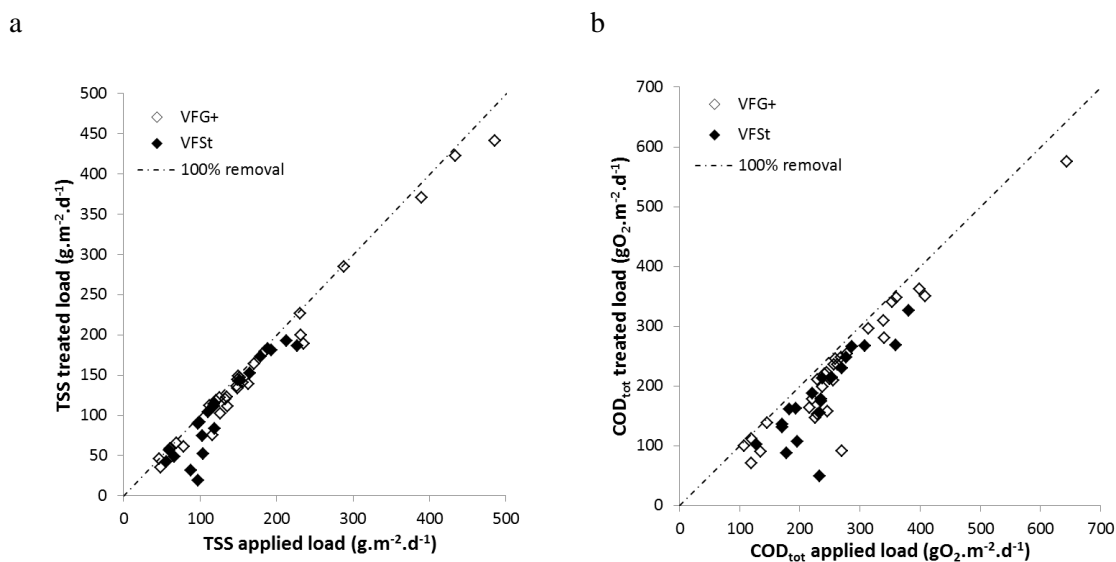 a
b
500
450
400
350
300
250
200
150
100
50
0
TSS treated load (g.m⁻².d⁻¹)
VFG+
VFSt
100% removal
0 100 200 300 400 500
TSS applied load (g.m⁻².d⁻¹)
700
600
500
400
300
200
100
0
CODtot treated load (gO₂.m⁻².d⁻¹)
VFG+
VFSt
100% removal
0 100 200 300 400 500 600 700
CODtot applied load (gO₂.m⁻².d⁻¹)